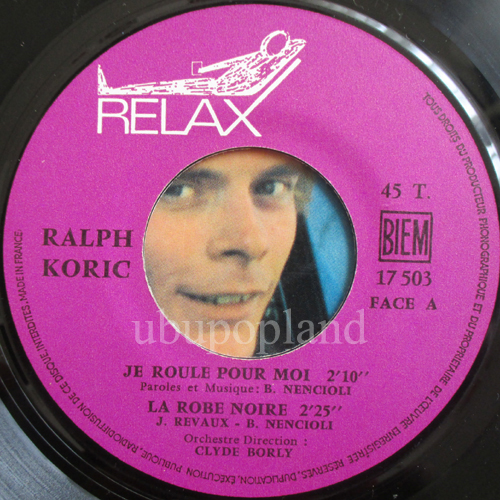 RELAX
45 T.
RALPH
KORIC
BIEM
17 503
FACE A
ubupopland
JE ROULE POUR MOI 2'10''
Paroles et Musique: B. NENCIOLI
LA ROBE NOIRE 2'25''
J. REVAUX - B. NENCIOLI
Orchestre Direction :
CLYDE BORLY
TOUS DROITS DU PRODUCTEUR PHONOGRAPHIQUE ET DU PROPRIETAIRE DE L'ŒUVRE ENREGISTREE RESERVES, DUPLICATION, EXECUTION PUBLIQUE, RADIODIFFUSION DE CE DISQUE INTERDITES, MADE IN FRANCE